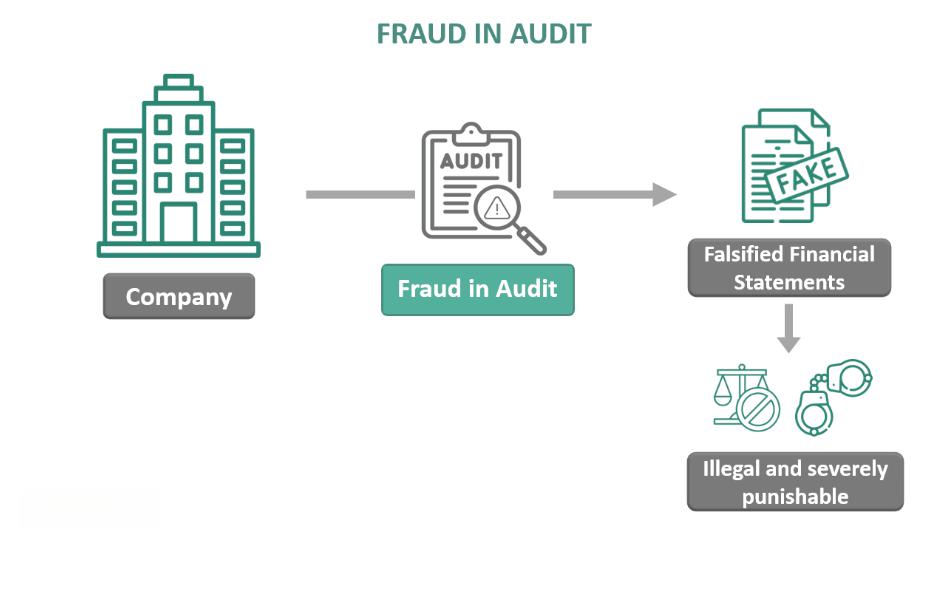 FRAUD IN AUDIT
AUDIT
FAKE
Company
Fraud in Audit
Falsified Financial
Statements
Illegal and severely
punishable